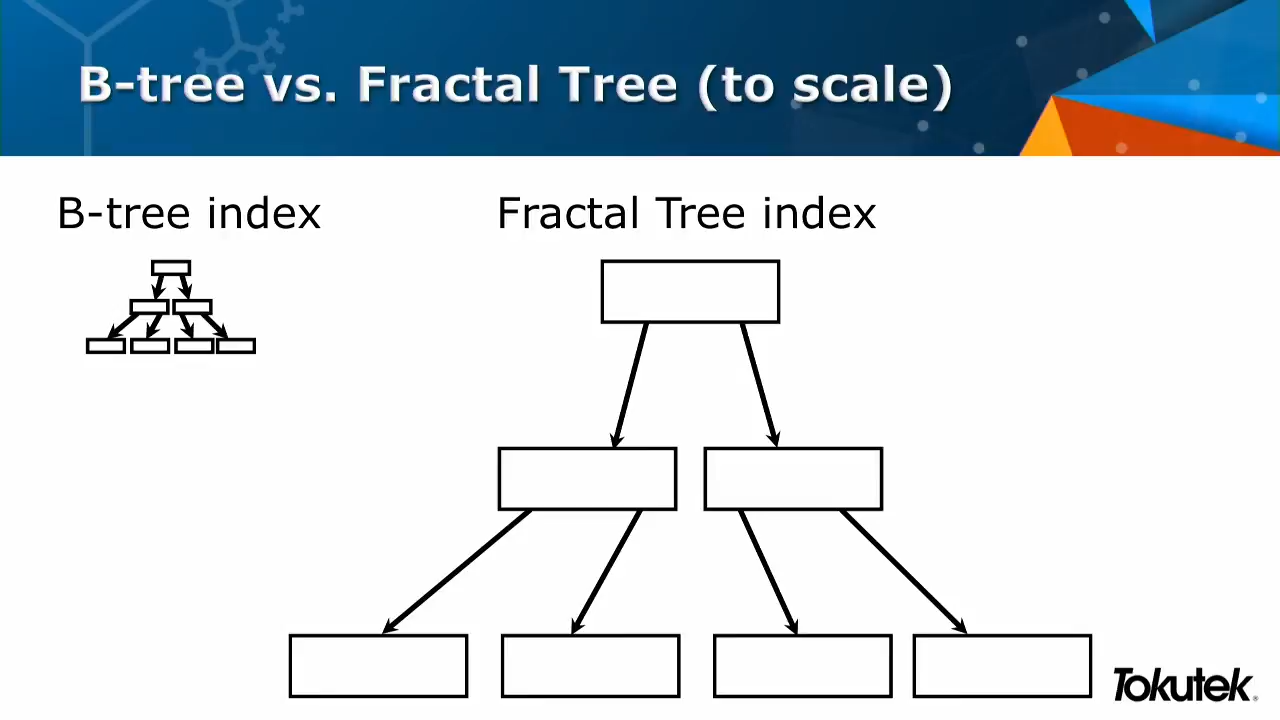 B-tree vs. Fractal Tree (to scale)
B-tree index
Fractal Tree index
Tokutek®